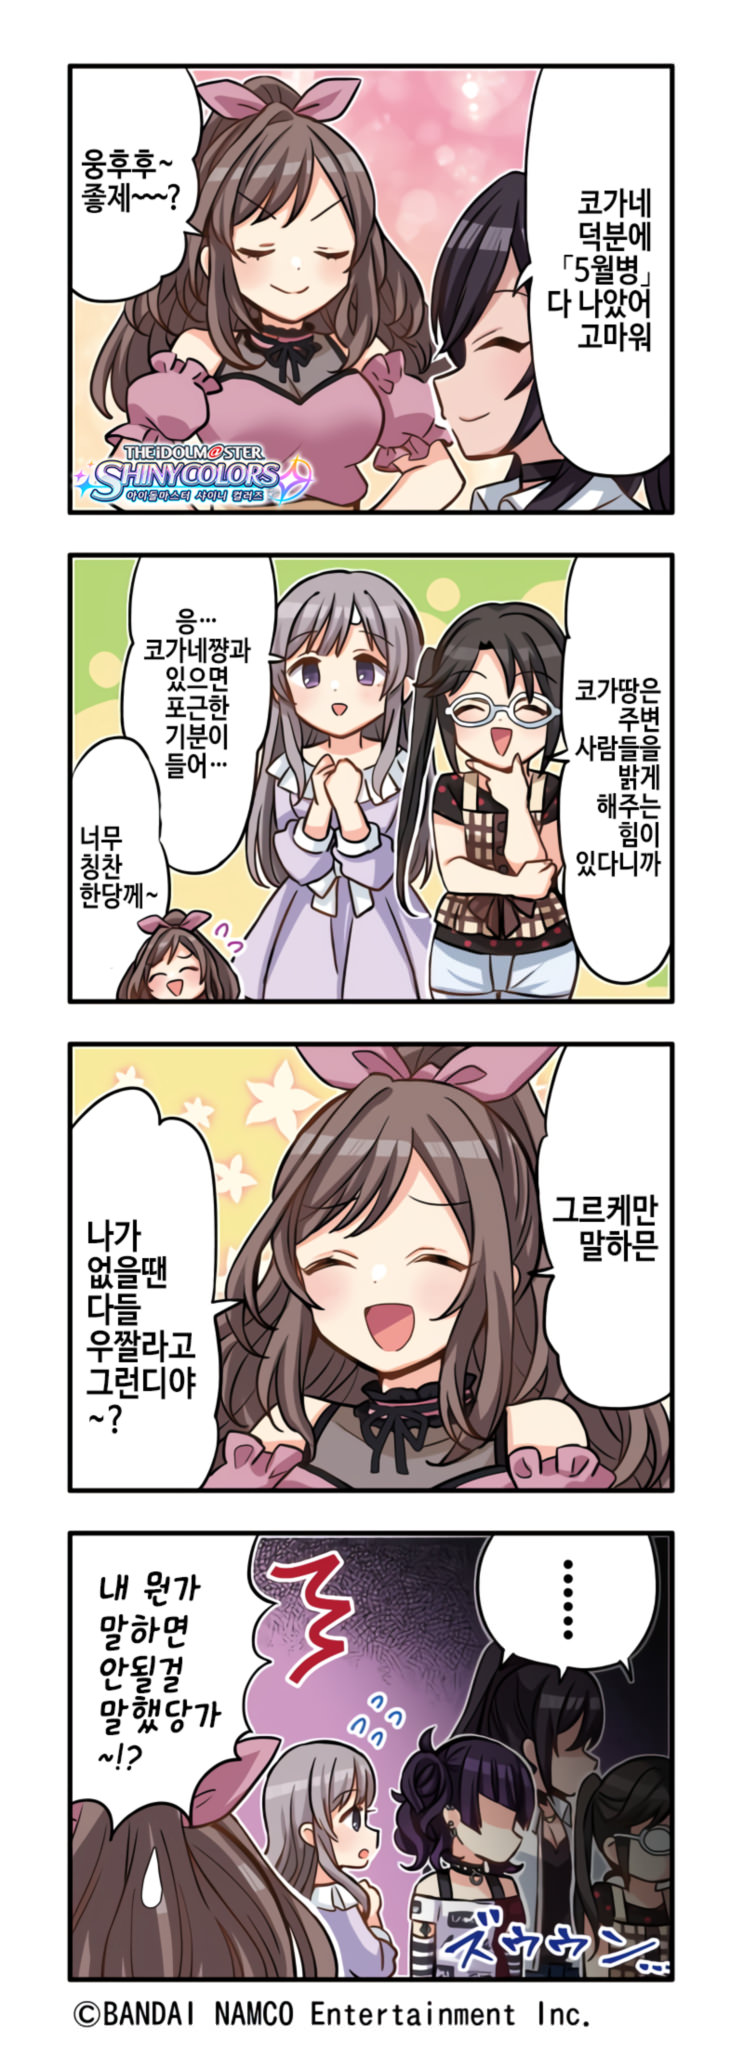 코가네
덕분에
「5월병」
다 나았어
고마워
웅후후~
좋제~~~?
THE iDOLM@STER
SHINY COLORS
아이돌마스터 샤이니 컬러즈
코가땅은
주변
사람들을
밝게
해주는
힘이
있다니까
응…
코가네쨩과
있으면
포근한
기분이
들어…
너무
칭찬
한당께~
그르케만
말하믄
나가
없을땐
다들
우짤라고
그런디야
~?
……
내 뭔가
말하면
안될걸
말했당가
~!?
ズゥゥン…
©BANDAI NAMCO Entertainment Inc.